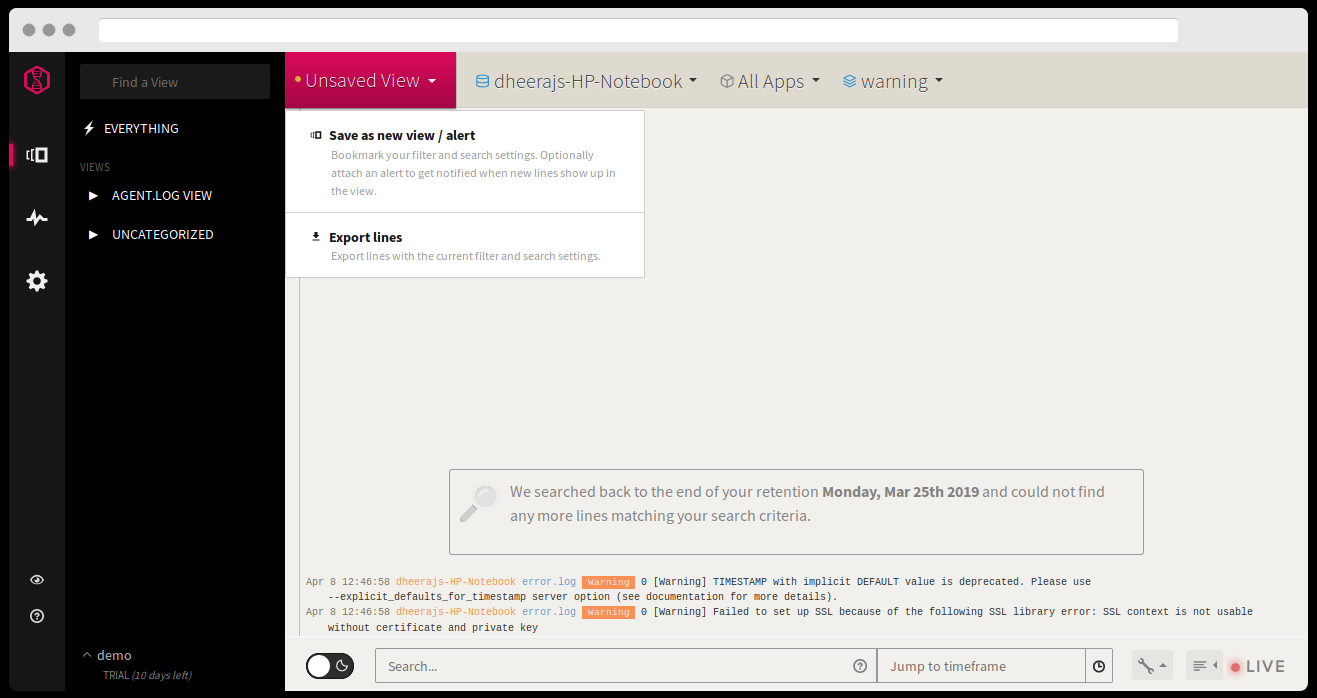 Find a View
Unsaved View
dheerajs-HP-Notebook
All Apps
warning
EVERYTHING
VIEWS
AGENT.LOG VIEW
UNCATEGORIZED
Save as new view / alert
Bookmark your filter and search settings. Optionally
attach an alert to get notified when new lines show up in
the view.
Export lines
Export lines with the current filter and search settings.
We searched back to the end of your retention Monday, Mar 25th 2019 and could not find
any more lines matching your search criteria.
Apr 8 12:46:58 dheerajs-HP-Notebook error.log Warning 0 [Warning] TIMESTAMP with implicit DEFAULT value is deprecated. Please use
--explicit_defaults_for_timestamp server option (see documentation for more details).
Apr 8 12:46:58 dheerajs-HP-Notebook error.log Warning 0 [Warning] Failed to set up SSL because of the following SSL library error: SSL context is not usable
without certificate and private key
demo
TRIAL (10 days left)
Search...
Jump to timeframe
LIVE